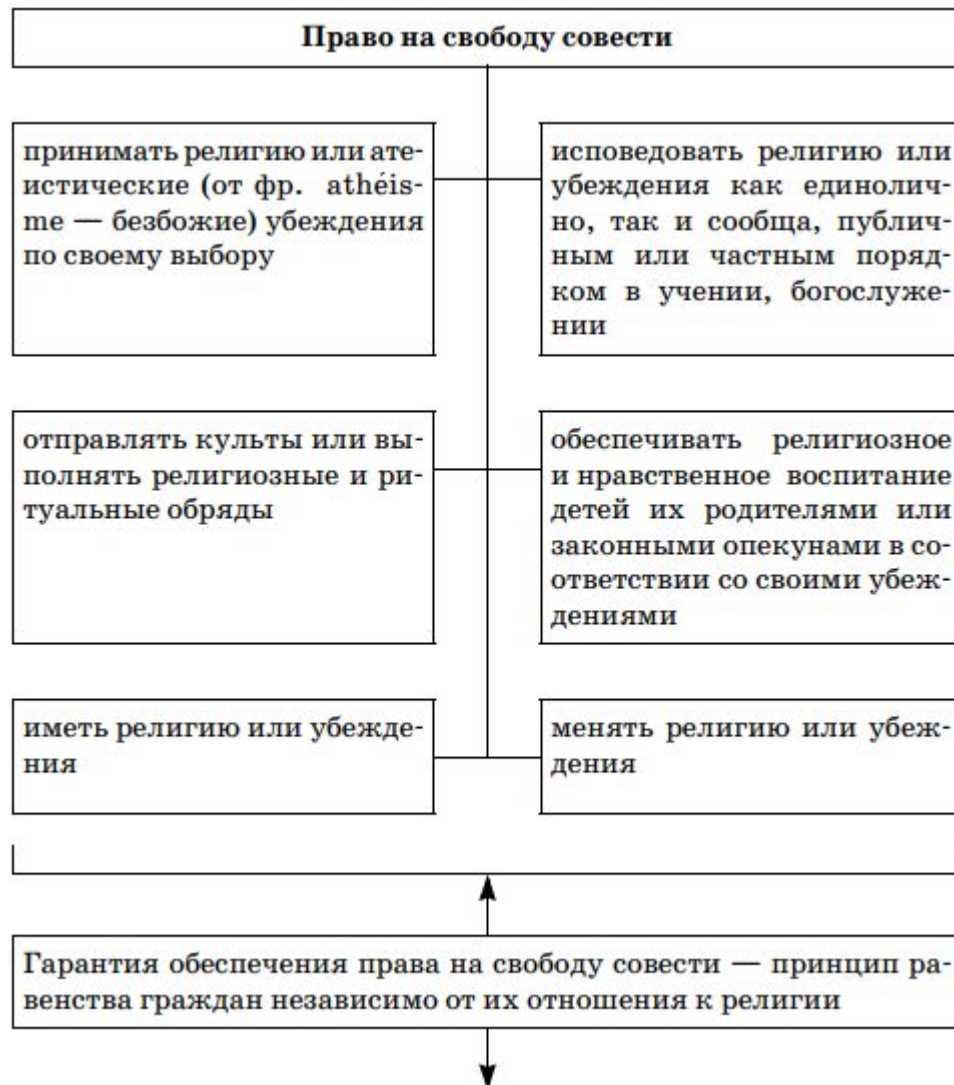 Право на свободу совести
принимать религию или ате-
истические (от фр. athéis-
me — безбожие) убеждения
по своему выбору
исповедовать религию или
убеждения как единолич-
но, так и сообща, публич-
ным или частным поряд-
ком в учении, богослуже-
нии
отправлять культы или вы-
полнять религиозные и ри-
туальные обряды
обеспечивать религиозное
и нравственное воспитание
детей их родителями или
законными опекунами в со-
ответствии со своими убеж-
дениями
иметь религию или убежде-
ния
менять религию или убеж-
дения
Гарантия обеспечения права на свободу совести — принцип ра-
венства граждан независимо от их отношения к религии